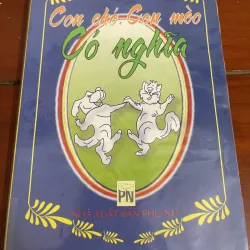 Con chó Con mèo
Có nghĩa
PN
NHÀ XUẤT BẢN PHỤ NỮ